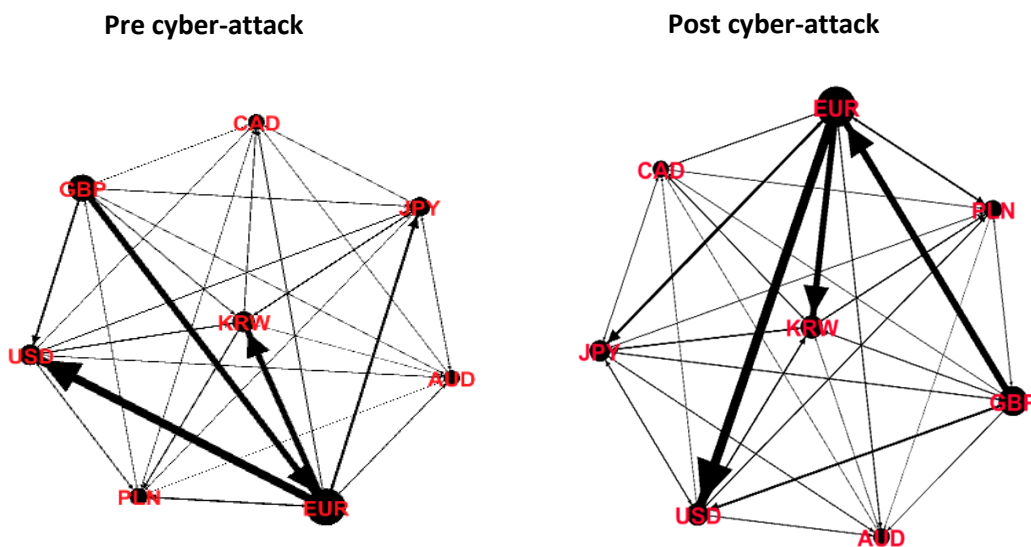 Pre cyber-attack
Post cyber-attack
CAD
GBP
JPY
KRW
USD
AUD
PLN
EUR
EUR
CAD
PLN
KRW
JPY
GBP
USD
AUD